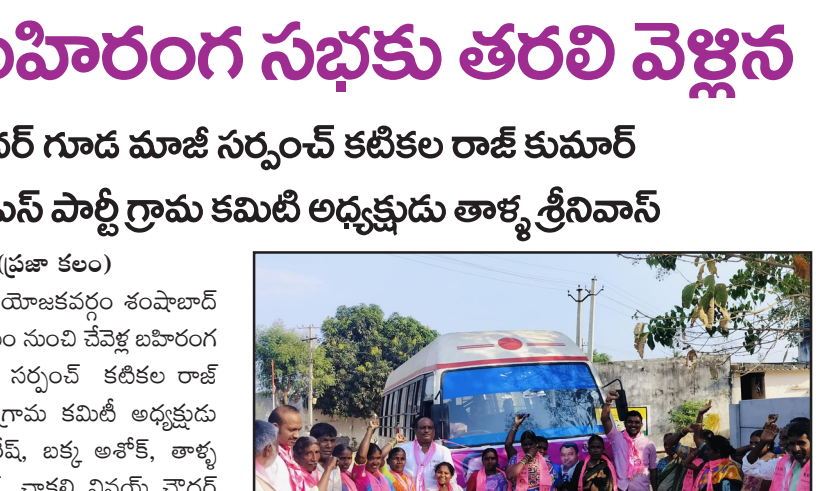 బహిరంగ సభకు తరలి వెళ్లిన
గూడ మాజీ సర్పంచ్ కటికల రాజ్ కుమార్
పార్టీ గ్రామ కమిటి అధ్యక్షుడు తాళ్ళ శ్రీనివాస్
(ప్రజా కలం)
యోజకవర్గం శంషాబాద్
నుంచి చేవెళ్ల బహిరంగ
సర్పంచ్ కటికల రాజ్
గ్రామ కమిటీ అధ్యక్షుడు
బక్క అశోక్, తాళ్ళ